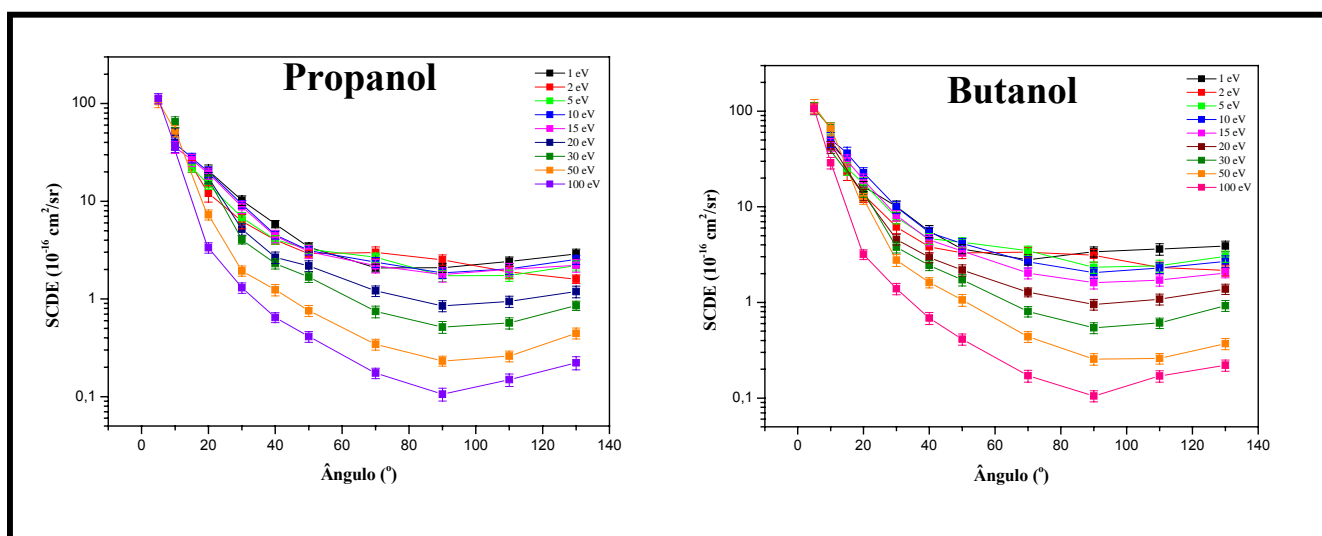 Propanol
1 eV
2 eV
5 eV
10 eV
15 eV
20 eV
30 eV
50 eV
100 eV
100
10
1
0,1
SCDE (10⁻¹⁶ cm²/sr)
0 20 40 60 80 100 120 140
Ângulo (º)
Butanol
1 eV
2 eV
5 eV
10 eV
15 eV
20 eV
30 eV
50 eV
100 eV
100
10
1
0,1
SCDE (10⁻¹⁶ cm²/sr)
0 20 40 60 80 100 120 140
Ângulo (º)